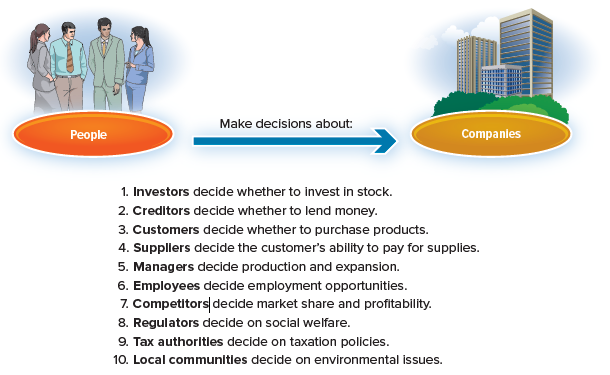 People
Make decisions about:
Companies
1. Investors decide whether to invest in stock.
2. Creditors decide whether to lend money.
3. Customers decide whether to purchase products.
4. Suppliers decide the customer's ability to pay for supplies.
5. Managers decide production and expansion.
6. Employees decide employment opportunities.
7. Competitors decide market share and profitability.
8. Regulators decide on social welfare.
9. Tax authorities decide on taxation policies.
10. Local communities decide on environmental issues.